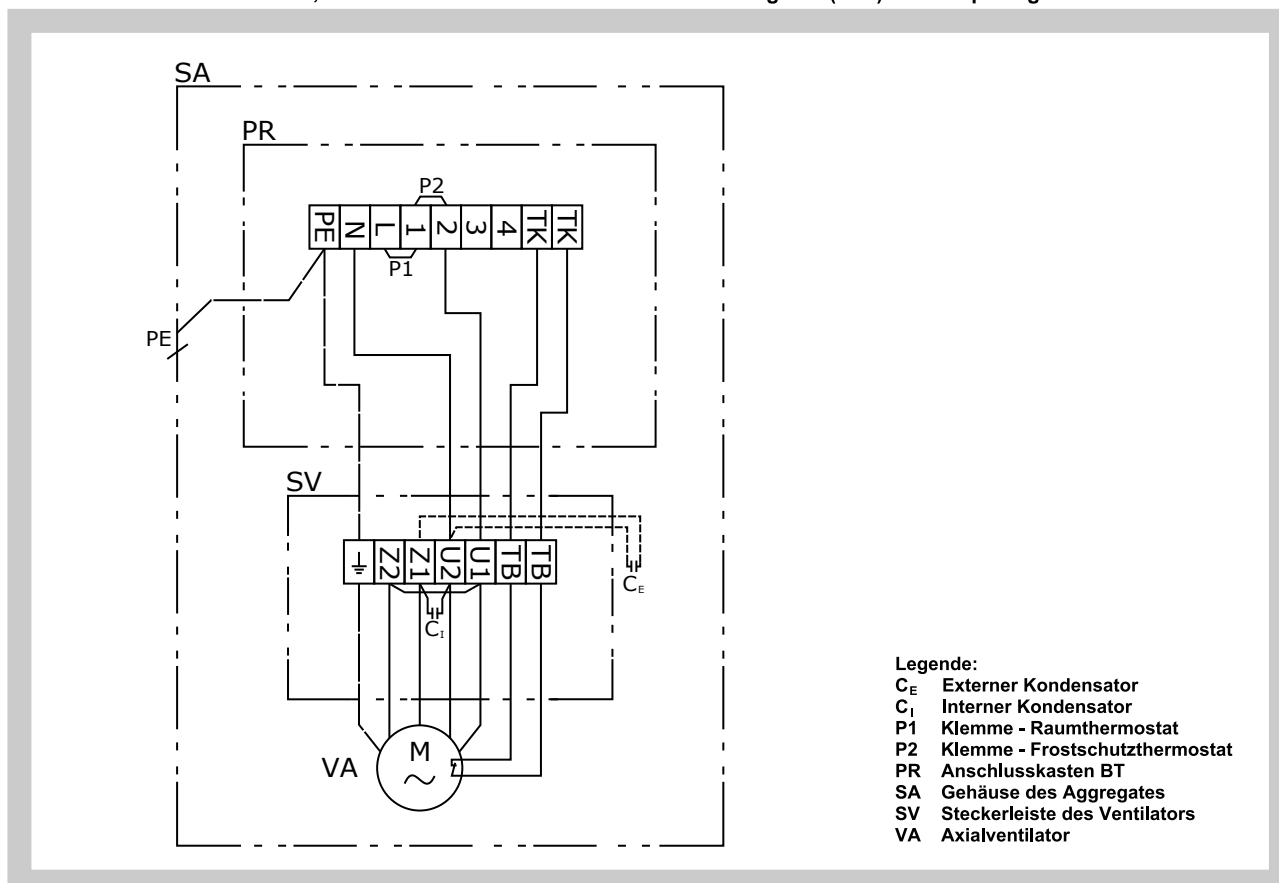 SA
PR
P2
PE N L 1 2 3 4 TK TK
P1
PE
SV
Z2 Z1 U2 U1 TB TB
CE
CI
M
VA
Legende:
CE Externer Kondensator
CI Interner Kondensator
P1 Klemme - Raumthermostat
P2 Klemme - Frostschutzthermostat
PR Anschlusskasten BT
SA Gehäuse des Aggregates
SV Steckerleiste des Ventilators
VA Axialventilator